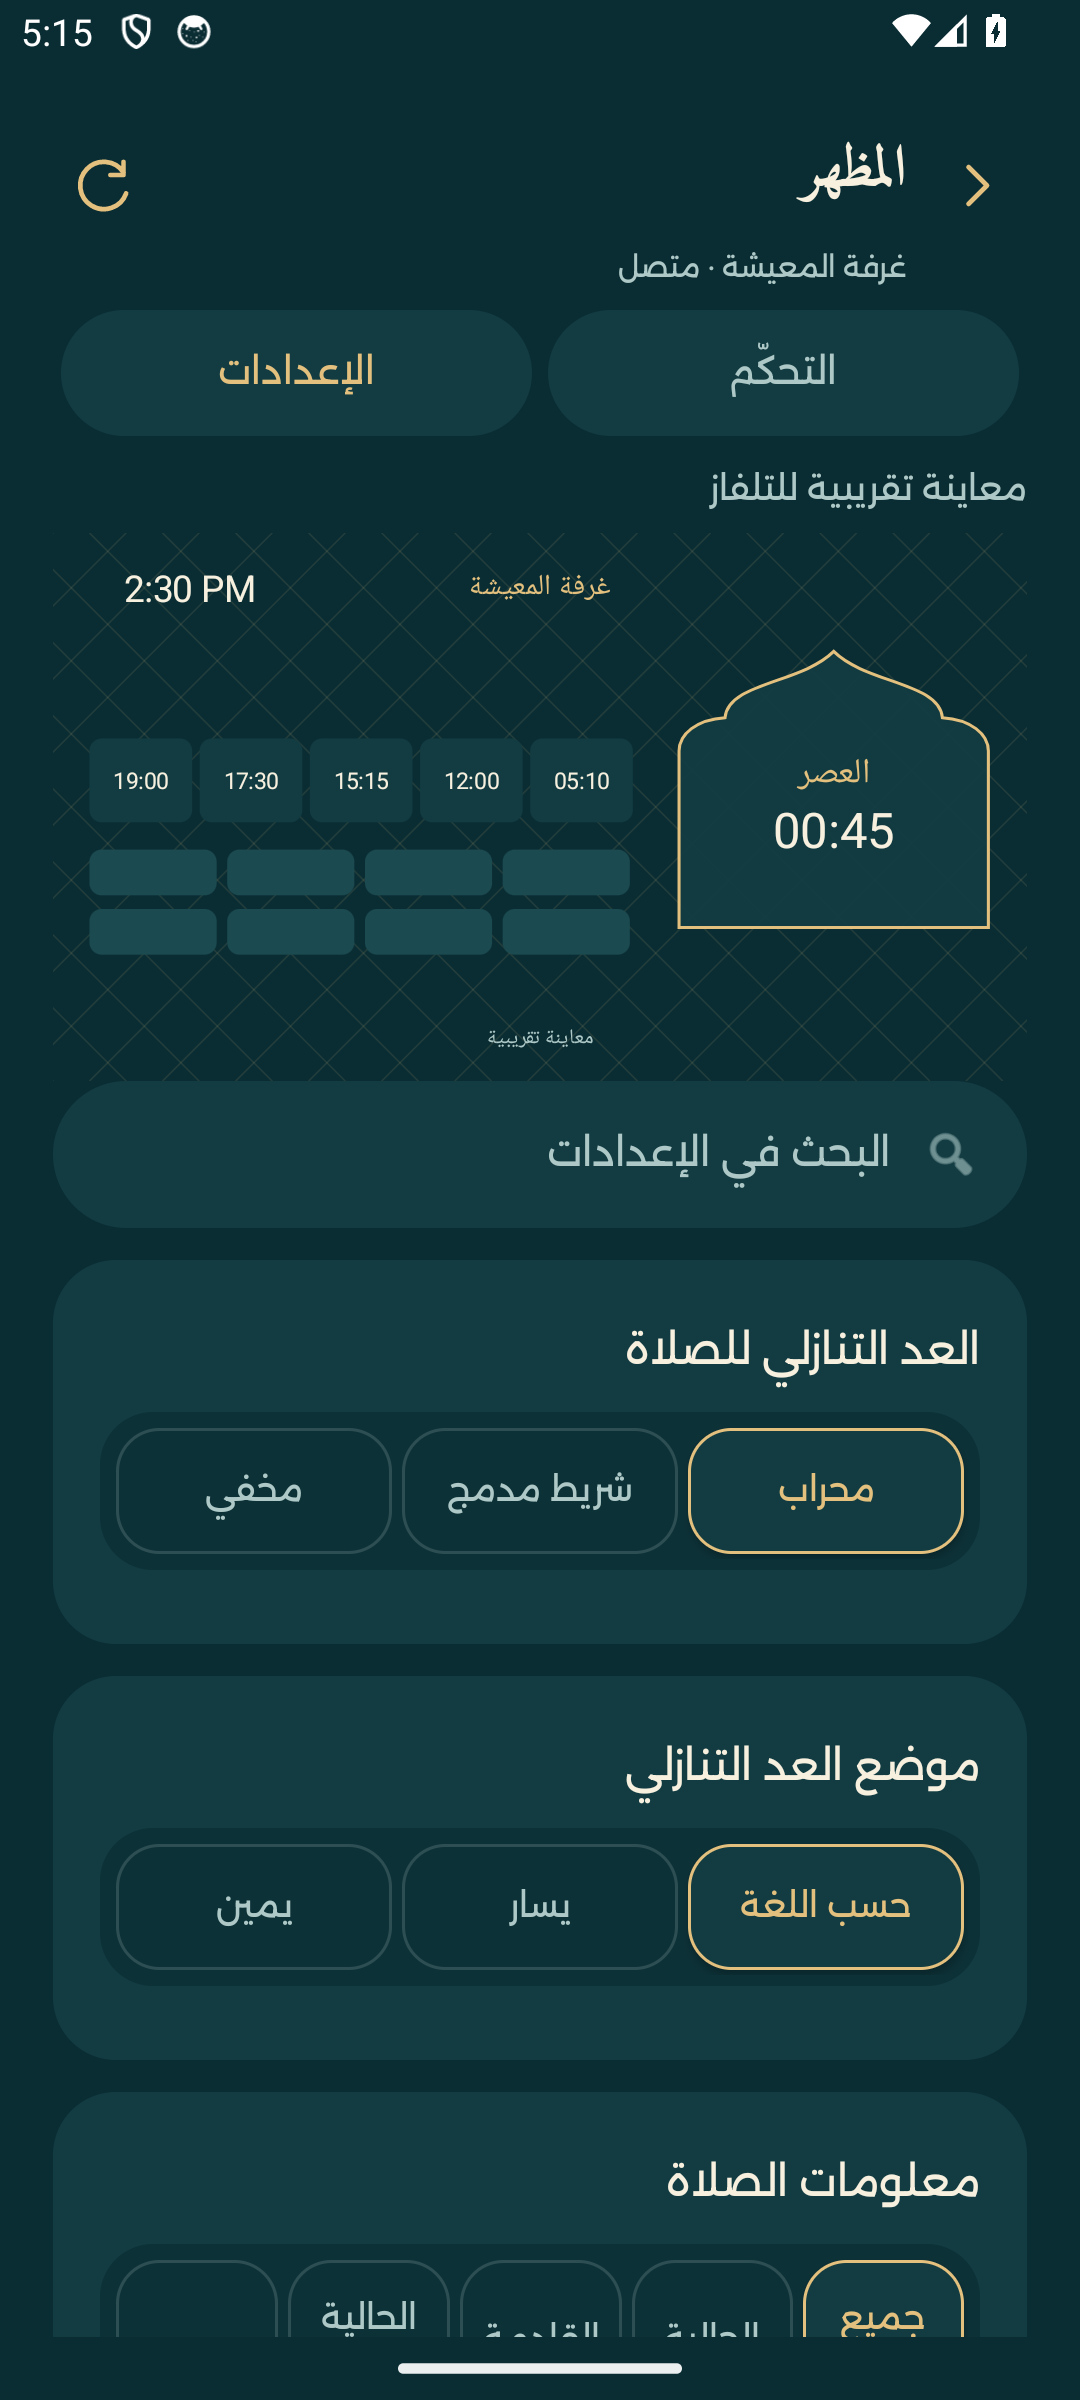 5:15
المظهر
غرفة المعيشة · متصل
التحكّم
الإعدادات
معاينة تقريبية للتلفاز
غرفة المعيشة
2:30 PM
العصر
00:45
05:10
12:00
15:15
17:30
19:00
معاينة تقريبية
البحث في الإعدادات
العد التنازلي للصلاة
محراب
شريط مدمج
مخفي
موضع العد التنازلي
حسب اللغة
يسار
يمين
معلومات الصلاة
جميع
الحالية
القادمة
الحالية